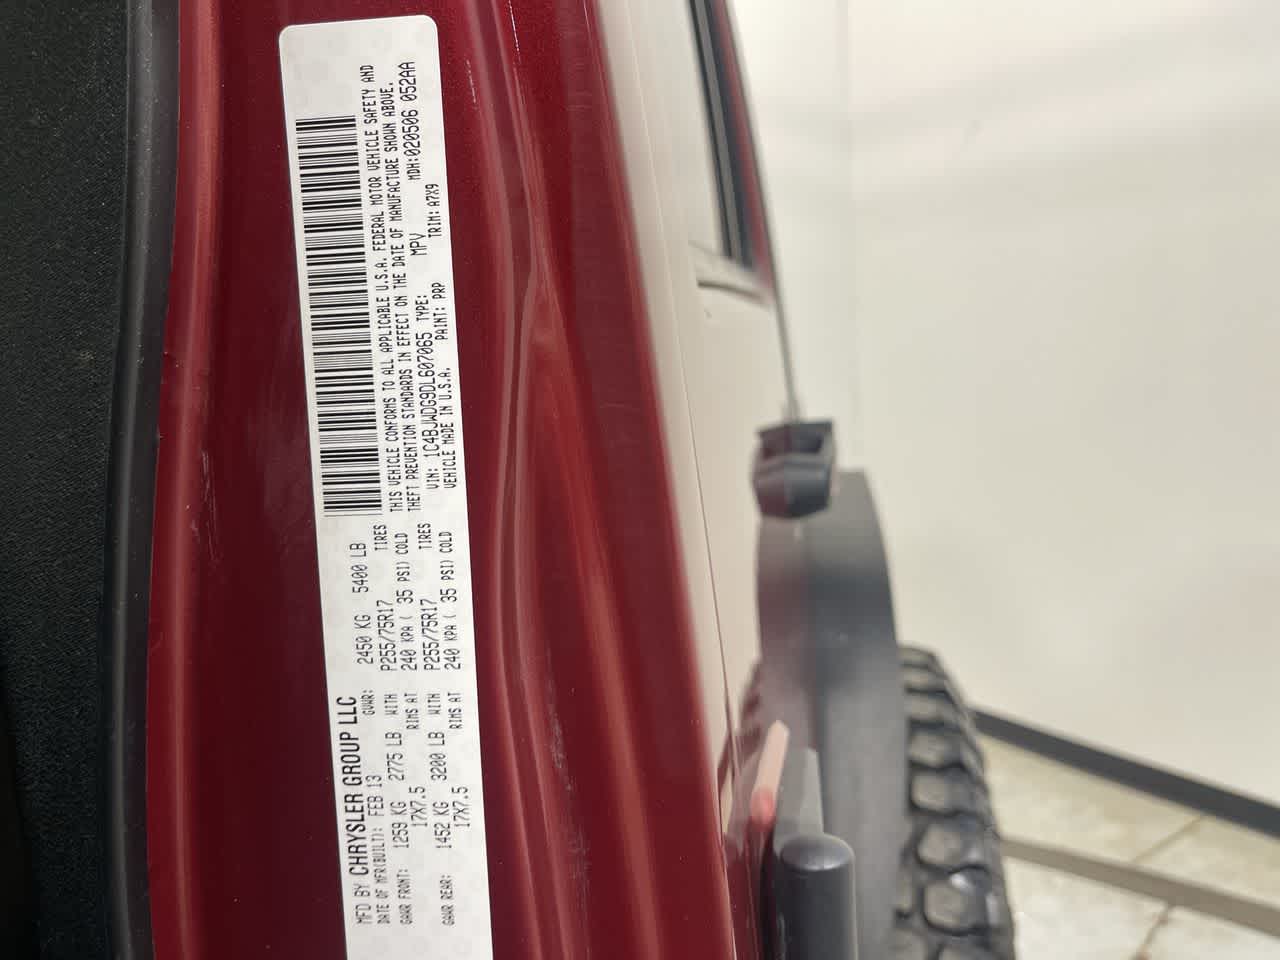 MFD BY CHRYSLER GROUP LLC
DATE OF MFR(BUILT): FEB 13 GVWR: 2450 KG 5400 LB
GAWR FRONT: 1259 KG 2775 LB WITH P255/75R17 TIRES
17X7.5 RIMS AT 240 KPA ( 35 PSI) COLD
GAWR REAR: 1452 KG 3200 LB WITH P255/75R17 TIRES
17X7.5 RIMS AT 240 KPA ( 35 PSI) COLD
THIS VEHICLE CONFORMS TO ALL APPLICABLE U.S.A. FEDERAL MOTOR VEHICLE SAFETY AND
THEFT PREVENTION STANDARDS IN EFFECT ON THE DATE OF MANUFACTURE SHOWN ABOVE.
VIN: 1C4BJWDG9DL607065 TYPE: MPV MDH:020506 052AA
VEHICLE MADE IN U.S.A. PAINT: PRP TRIM: A7X9